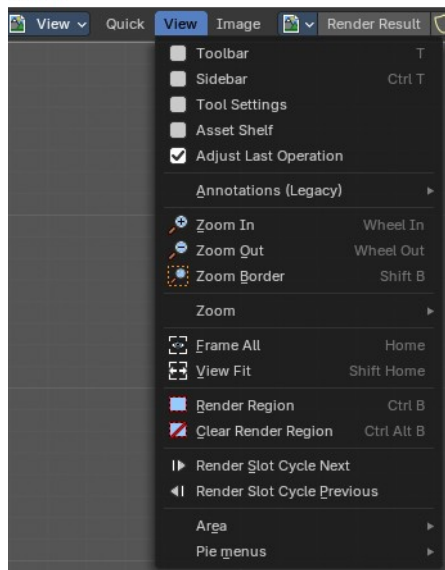 View Quick View Image Render Result
Toolbar T
Sidebar Ctrl T
Tool Settings
Asset Shelf
Adjust Last Operation
Annotations (Legacy)
Zoom In Wheel In
Zoom Out Wheel Out
Zoom Border Shift B
Zoom
Frame All Home
View Fit Shift Home
Render Region Ctrl B
Clear Render Region Ctrl Alt B
Render Slot Cycle Next
Render Slot Cycle Previous
Area
Pie menus